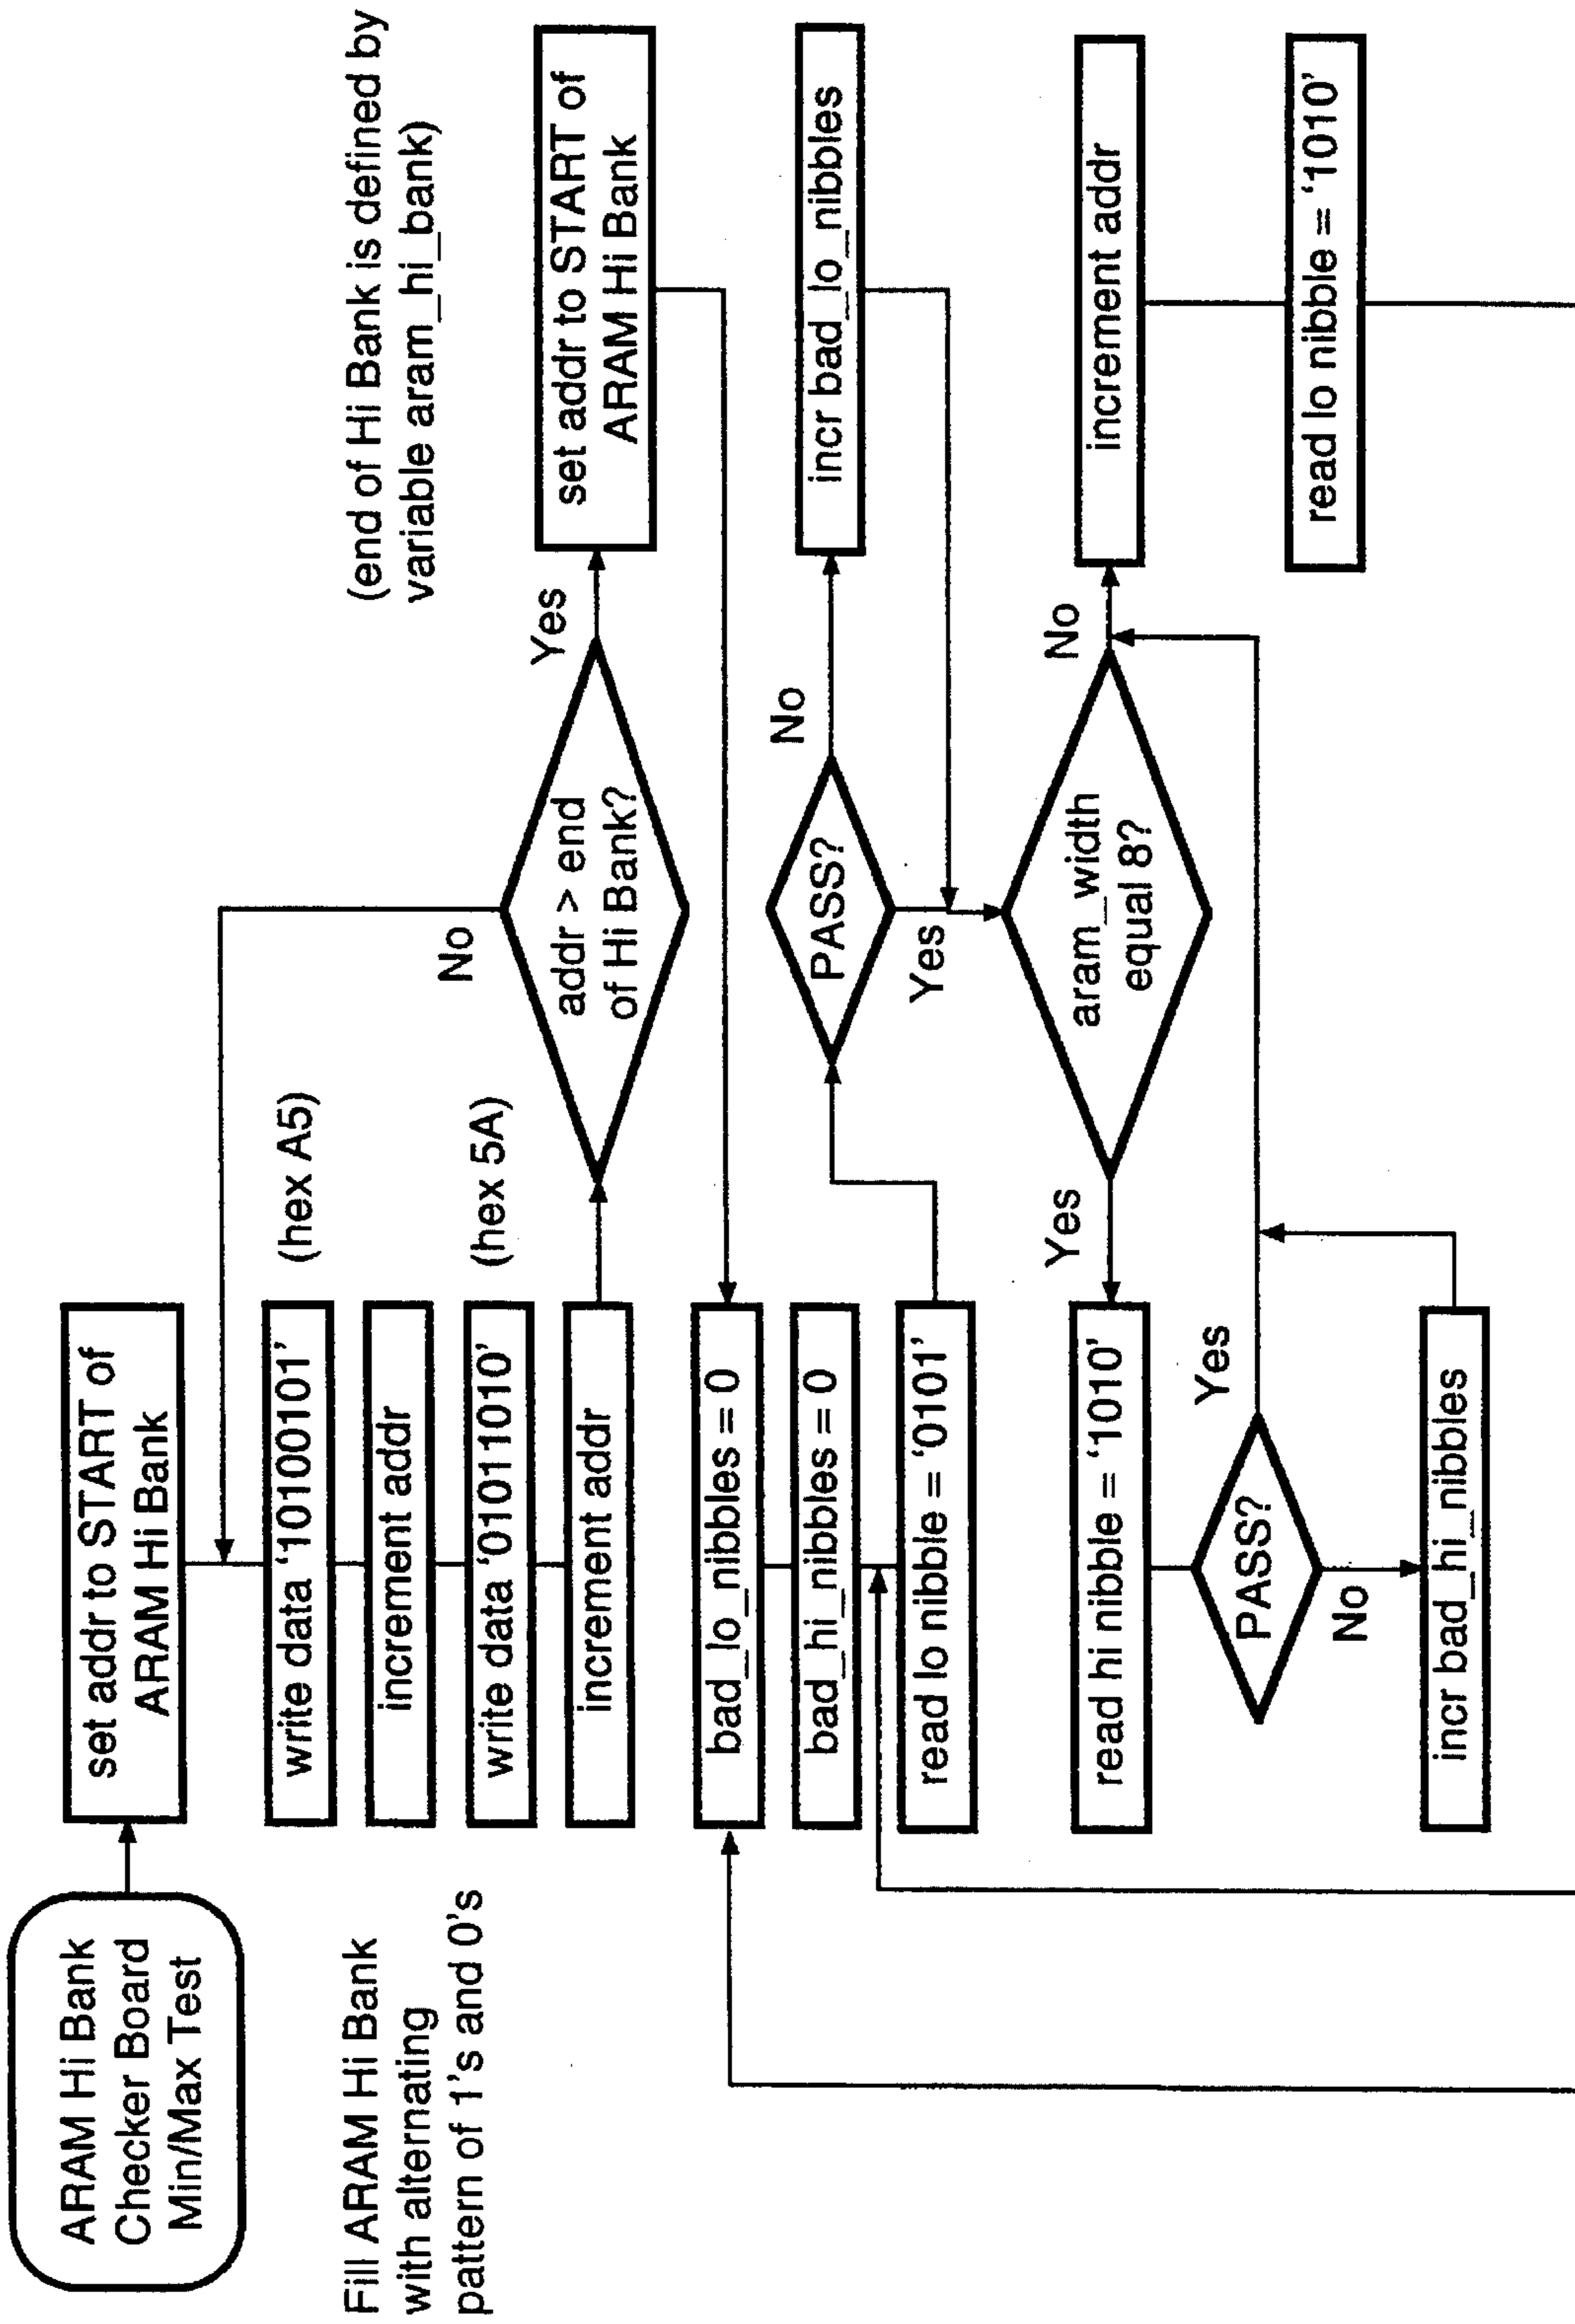 ARAM Hi Bank
Checker Board
Min/Max Test
set addr to START of
ARAM Hi Bank
Fill ARAM Hi Bank
with alternating
pattern of 1's and 0's
write data ‘10100101’
(hex A5)
increment addr
write data ‘01011010’
(hex 5A)
increment addr
addr > end
of Hi Bank?
No
Yes
(end of Hi Bank is defined by
variable aram_hi_bank)
set addr to START of
ARAM Hi Bank
bad_lo_nibbles = 0
bad_hi_nibbles = 0
read lo nibble = ‘0101’
PASS?
No
Yes
incr bad_lo_nibbles
aram_width
equal 8?
Yes
No
read hi nibble = ‘1010’
PASS?
Yes
No
incr bad_hi_nibbles
increment addr
read lo nibble = ‘1010’